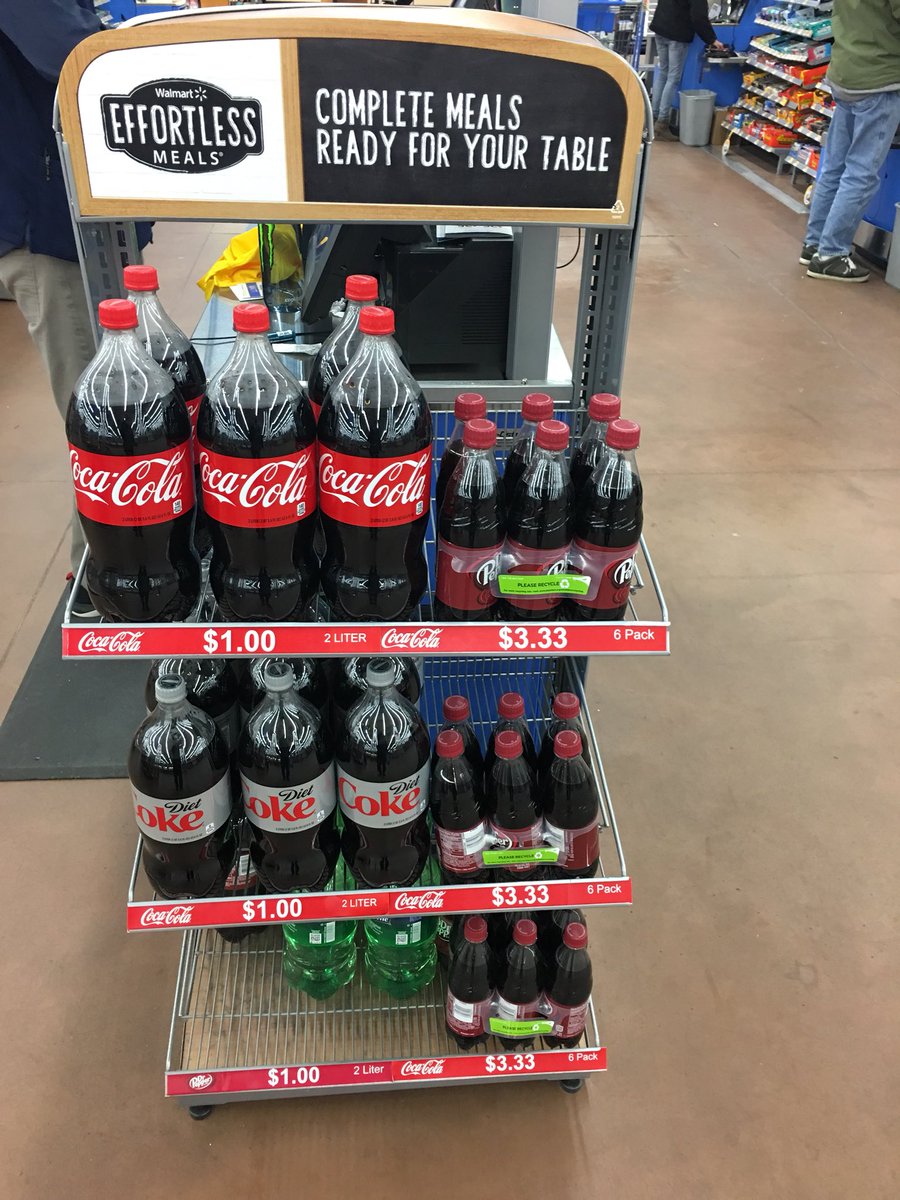 Walmart
EFFORTLESS
MEALS
COMPLETE MEALS
READY FOR YOUR TABLE
Coca-Cola
Coca-Cola
Coca-Cola
PLEASE RECYCLE
Coca-Cola $1.00 2 LITER Coca-Cola $3.33 6 Pack
Diet
Coke
Diet
Coke
Diet
Coke
PLEASE RECYCLE
Coca-Cola $1.00 2 LITER Coca-Cola $3.33 6 Pack
PLEASE RECYCLE
Dr Pepper $1.00 2 Liter Coca-Cola $3.33 6 Pack